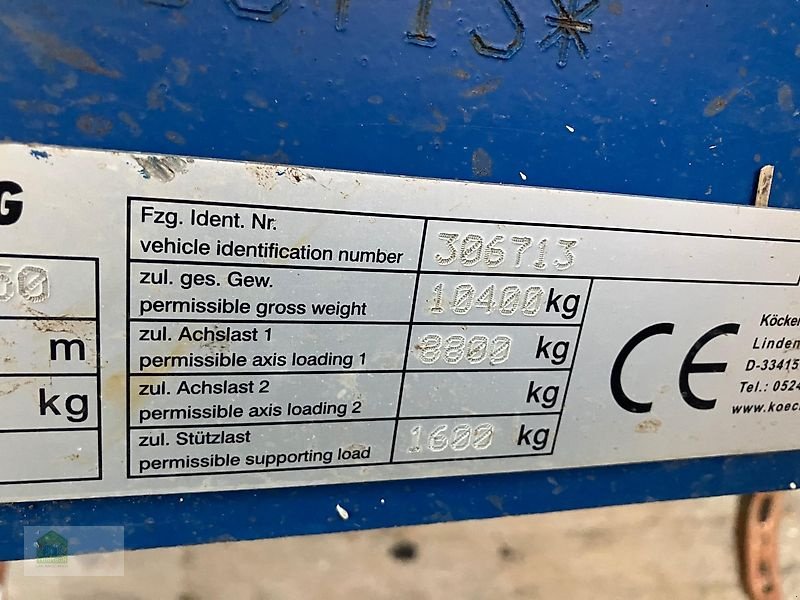 13*
G
Fzg. Ident. Nr.
vehicle identification number 306713
zul. ges. Gew.
permissible gross weight 10400 kg
zul. Achslast 1
permissible axis loading 1 8800 kg
zul. Achslast 2
permissible axis loading 2 kg
zul. Stützlast
permissible supporting load 1600 kg
50
m
kg
CE
Köcker
Linden
D-33415
Tel.: 0524
www.koec